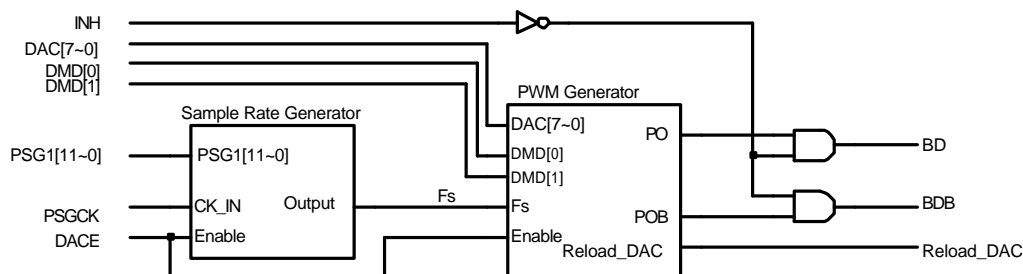 INH
DAC[7~0]
DMD[0]
DMD[1]
PWM Generator
Sample Rate Generator
DAC[7~0]
PO
BD
PSG1[11~0]
PSG1[11~0]
DMD[0]
DMD[1]
Fs
CK_IN
Output
Fs
BDB
PSGCK
POB
DACE
Enable
Enable
Reload_DAC
Reload_DAC